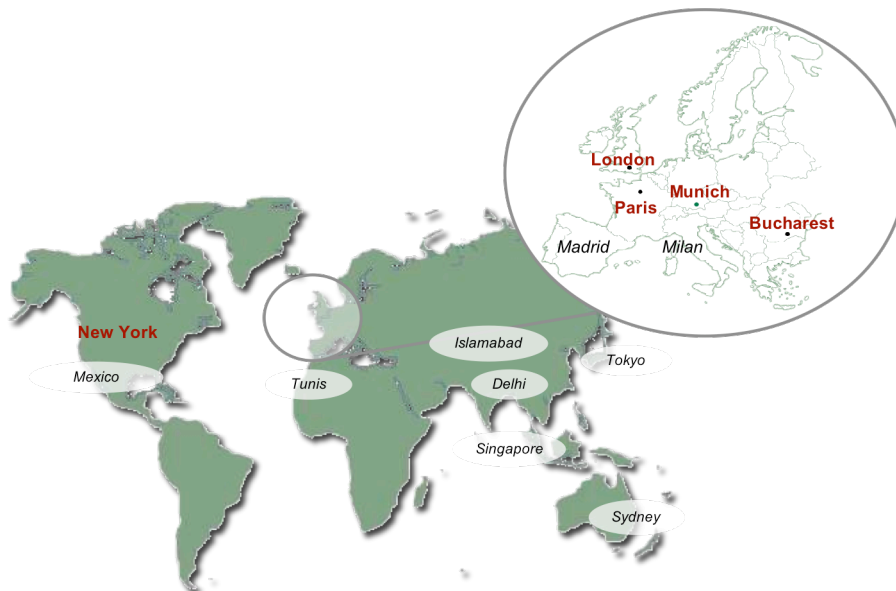 London
Munich
Paris
Bucharest
Madrid
Milan
New York
Islamabad
Tokyo
Mexico
Tunis
Delhi
Singapore
Sydney